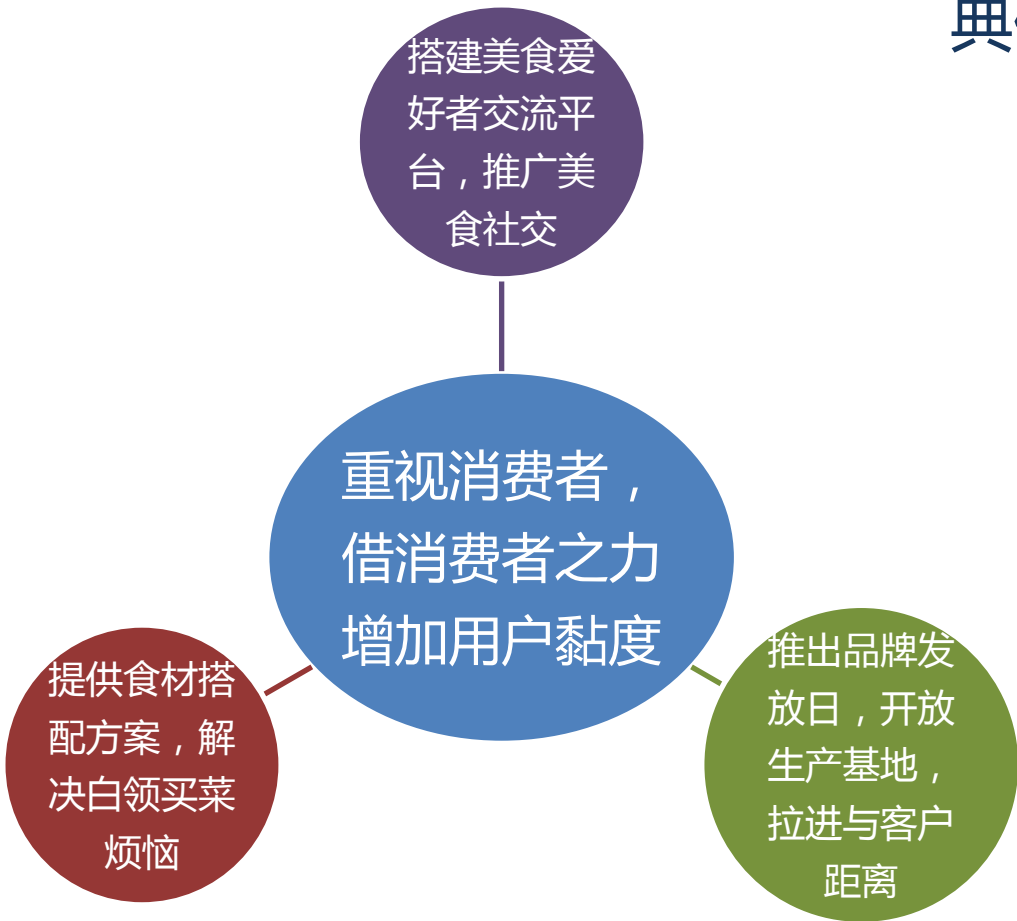 典
搭建美食爱
好者交流平
台，推广美
食社交
重视消费者，
借消费者之力
增加用户黏度
提供食材搭
配方案，解
决白领买菜
烦恼
推出品牌发
放日，开放
生产基地，
拉进与客户
距离